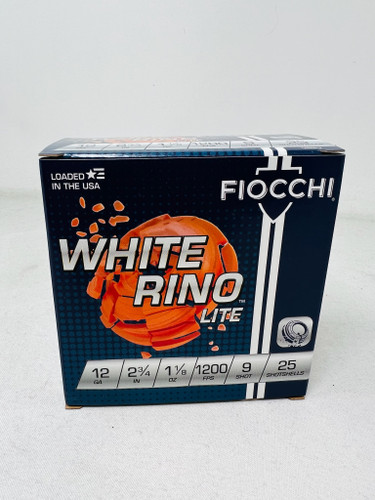 LOADED
IN THE USA
FIOCCHI
WHITE
RINO™
LITE
12 2¾ 1⅛ 1200 9 25
GA IN OZ FPS SHOT SHOTSHELLS